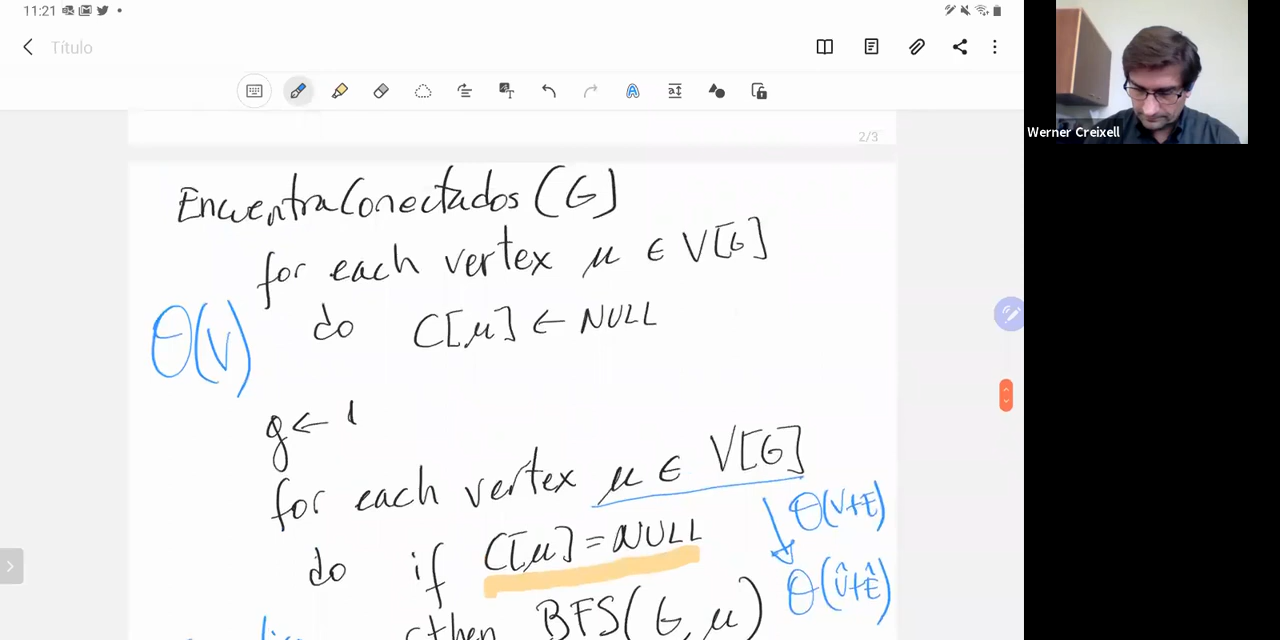 11:21
Título
Werner Creixell
2/3
EncuentraConectados (G)
for each vertex μ ∈ V[G]
Θ(V) do C[μ] ← NULL
g ← 1
for each vertex μ ∈ V[G]
Θ(V+E)
do if C[μ] = NULL
Θ(V̂+Ê)
then BFS(G, μ)